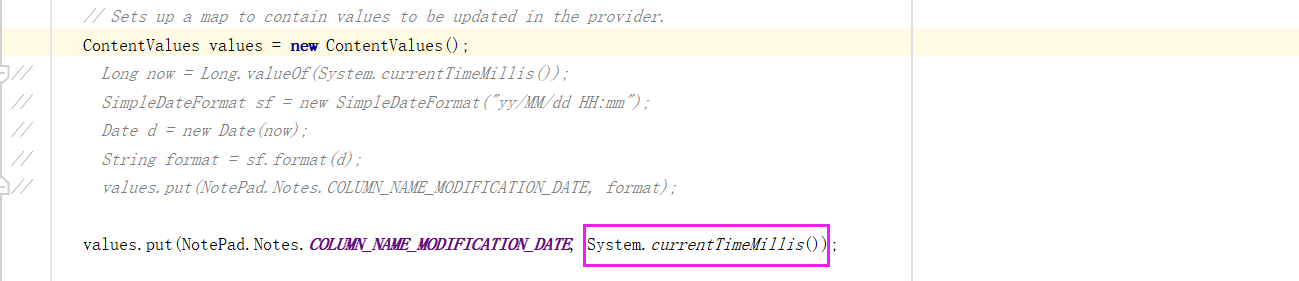 // Sets up a map to contain values to be updated in the provider.
ContentValues values = new ContentValues();
// Long now = Long.valueOf(System.currentTimeMillis());
// SimpleDateFormat sf = new SimpleDateFormat("yy/MM/dd HH:mm");
// Date d = new Date(now);
// String format = sf.format(d);
// values.put(NotePad.Notes.COLUMN_NAME_MODIFICATION_DATE, format);
values.put(NotePad.Notes.COLUMN_NAME_MODIFICATION_DATE, System.currentTimeMillis());